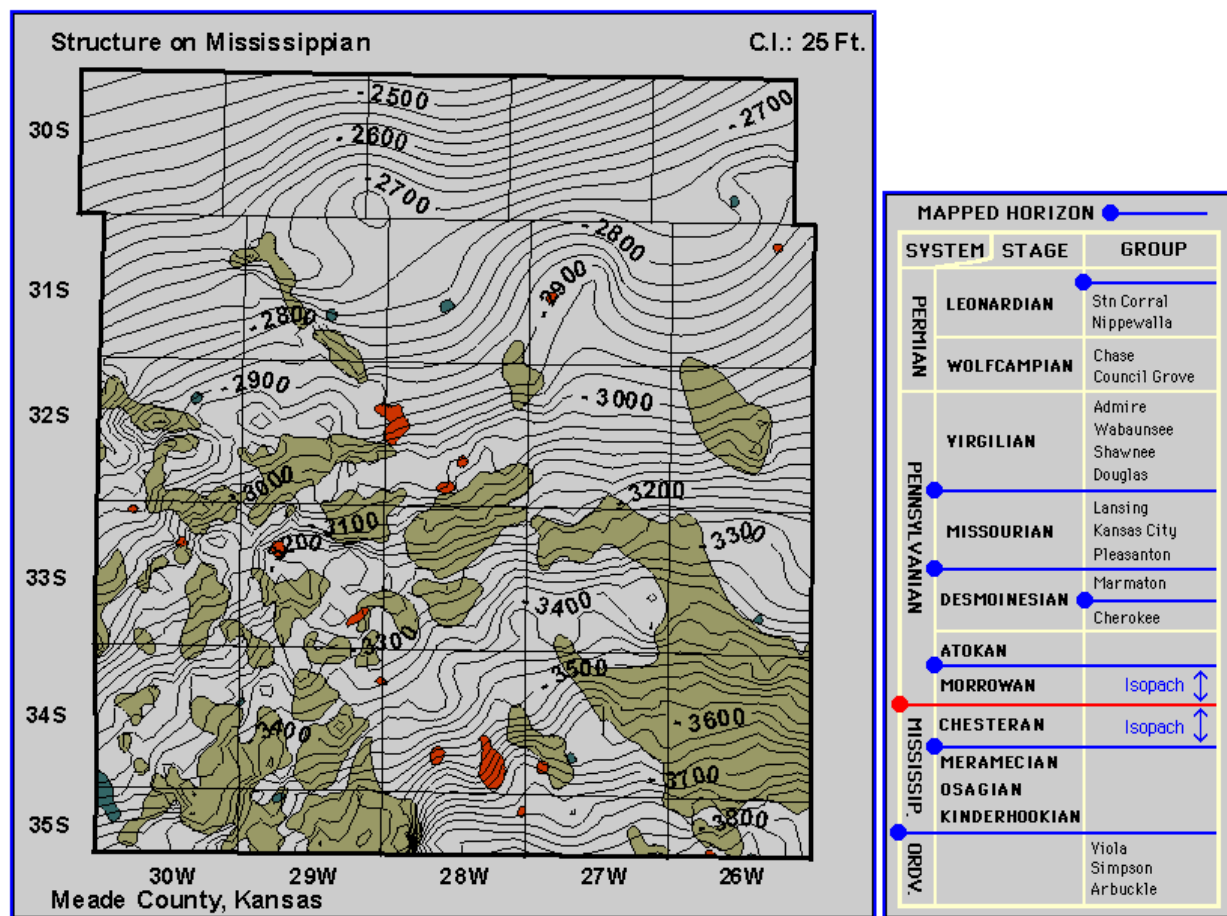 Structure on Mississippian
C.I.: 25 Ft.
- 2500
- 2600
- 2700
- 2700
- 2800
- 2900
- 2800
- 2900
- 3000
- 3000
- 3100
- 3200
- 3200
- 3300
- 3400
- 3300
- 3500
- 3400
- 3600
- 3700
- 3800
30S
31S
32S
33S
34S
35S
30W 29W 28W 27W 26W
Meade County, Kansas
MAPPED HORIZON
SYSTEM STAGE GROUP
PERMIAN
LEONARDIAN
Stn Corral
Nippewalla
WOLFCAMPIAN
Chase
Council Grove
PENNSYLVANIAN
VIRGILIAN
Admire
Wabaunsee
Shawnee
Douglas
MISSOURIAN
Lansing
Kansas City
Pleasanton
DESMOINESIAN
Marmaton
Cherokee
ATOKAN
MORROWAN
Isopach
MISSISSIP.
CHESTERAN
Isopach
MERAMECIAN
OSAGIAN
KINDERHOOKIAN
ORDV.
Viola
Simpson
Arbuckle